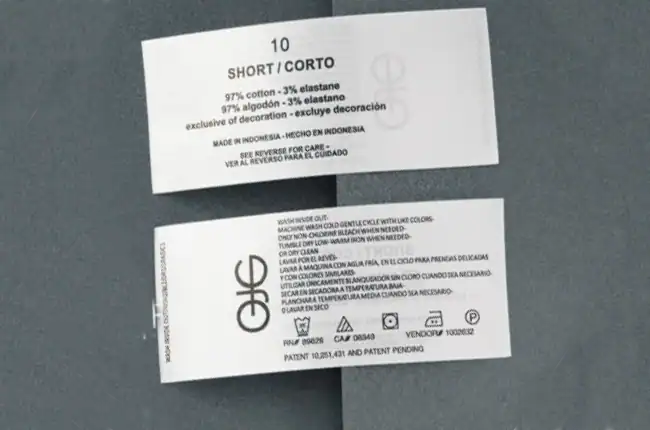 10
SHORT / CORTO
97% cotton - 3% elastane
97% algodón - 3% elastano
exclusive of decoration - excluye decoración
MADE IN INDONESIA - HECHO EN INDONESIA
SEE REVERSE FOR CARE -
VER AL REVERSO PARA EL CUIDADO
WASH INSIDE OUT-
MACHINE WASH COLD GENTLE CYCLE WITH LIKE COLORS-
ONLY NON-CHLORINE BLEACH WHEN NEEDED-
TUMBLE DRY LOW-WARM IRON WHEN NEEDED-
OR DRY CLEAN
LAVAR POR EL REVÉS-
LAVAR A MAQUINA CON AGUA FRÍA, EN EL CICLO PARA PRENDAS DELICADAS
Y CON COLORES SIMILARES-
UTILIZAR ÚNICAMENTE BLANQUIDADOR SIN CLORO CUANDO SEA NECESARIO-
SECAR EN SECADORA A TEMPERATURA BAJA-
PLANCHAR A TEMPERATURA MEDIA CUANDO SEA NECESARIO-
O LAVAR EN SECO
P
RN# 89626 CA# 06349 VENDOR# 1002632
PATENT 10,251,431 AND PATENT PENDING